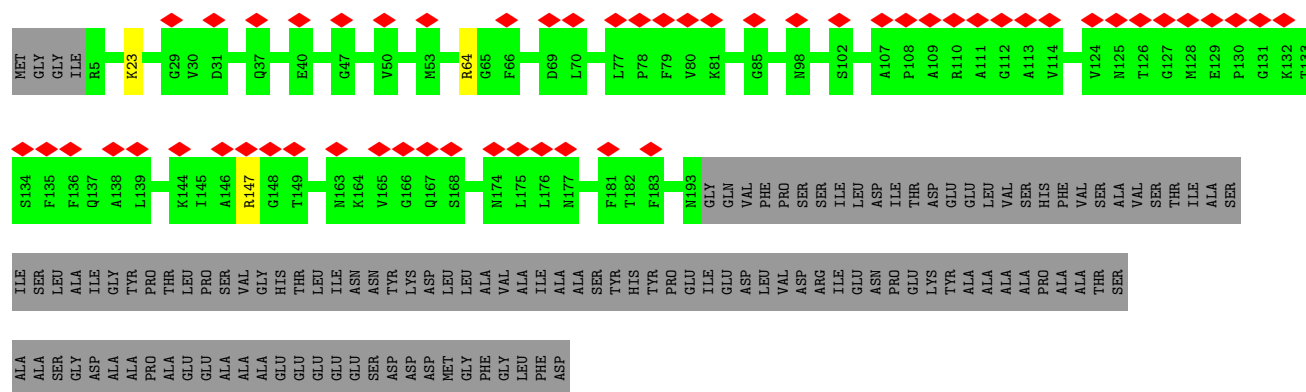 MET GLY GLY ILE R5 K23 G29 V30 D31 Q37 E40 G47 V50 M53 R64 G65 F66 D69 L70 L77 P78 F79 V80 K81 G85 N98 S102 A107 P108 A109 R110 A111 G112 A113 V114 V124 N125 T126 G127 M128 E129 P130 G131 K132 T133
S134 F135 F136 Q137 A138 L139 K144 I145 A146 R147 G148 T149 N163 K164 V165 G166 Q167 S168 N174 L175 L176 N177 F181 T182 F183 N193 GLY GLN VAL PHE PRO SER SER ILE LEU ASP ILE THR ASP GLU GLU LEU VAL SER HIS PHE VAL SER ALA VAL SER THR ILE ALA SER
ILE SER LEU ALA ILE GLY TYR PRO THR LEU PRO SER VAL GLY HIS THR LEU ILE ASN ASN TYR LYS ASP LEU LEU ALA VAL ALA ILE ALA ALA SER TYR HIS TYR PRO GLU ILE GLU ASP LEU VAL ASP ARG ILE GLU ASN PRO GLU LYS TYR ALA ALA ALA ALA PRO ALA ALA THR SER
ALA ALA SER GLY ASP ALA ALA PRO ALA GLU GLU ALA ALA ALA GLU GLU GLU GLU GLU SER ASP ASP ASP MET GLY PHE GLY LEU PHE ASP